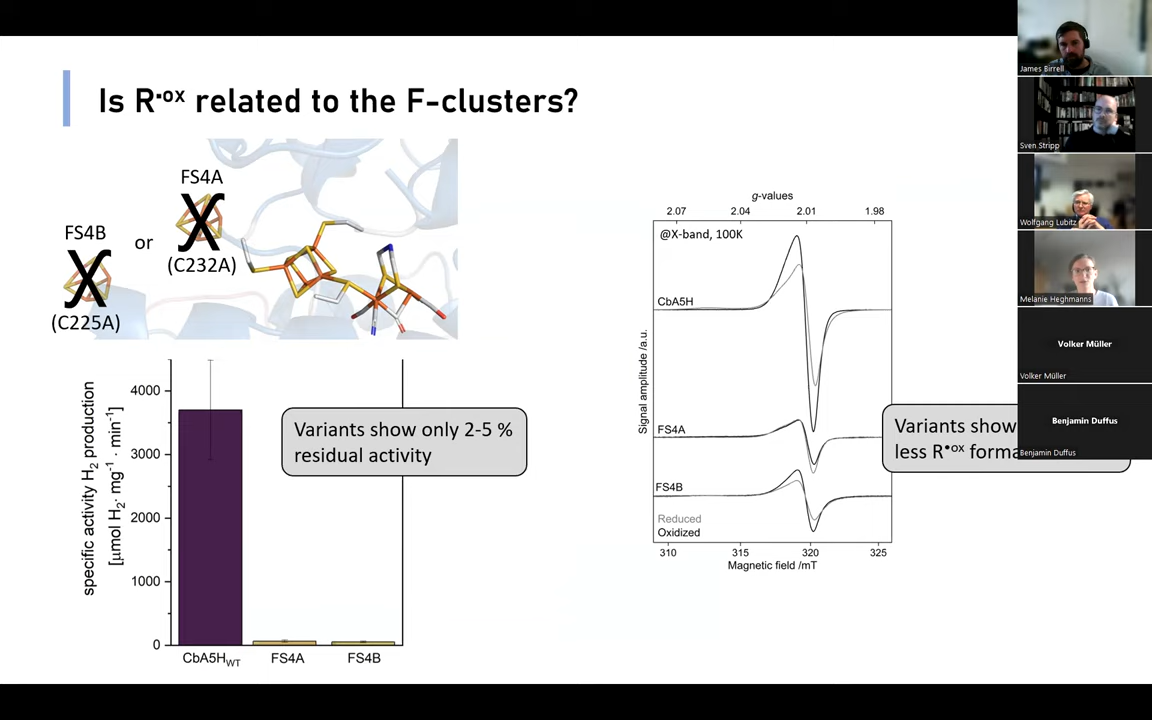 Is R•ox related to the F-clusters?
FS4A
FS4B
or
(C232A)
(C225A)
specific activity H2 production
[µmol H2· mg-1 · min-1]
4000
3000
2000
1000
0
CbA5HWT
FS4A
FS4B
Variants show only 2-5 %
residual activity
g-values
2.07 2.04 2.01 1.98
@X-band, 100K
CbA5H
FS4A
FS4B
Reduced
Oxidized
Signal amplitude /a.u.
310 315 320 325
Magnetic field /mT
Variants show
less R•ox forma
James Birrell
Sven Stripp
Wolfgang Lubitz
Melanie Heghmanns
Volker Müller
Volker Müller
Benjamin Duffus
Benjamin Duffus